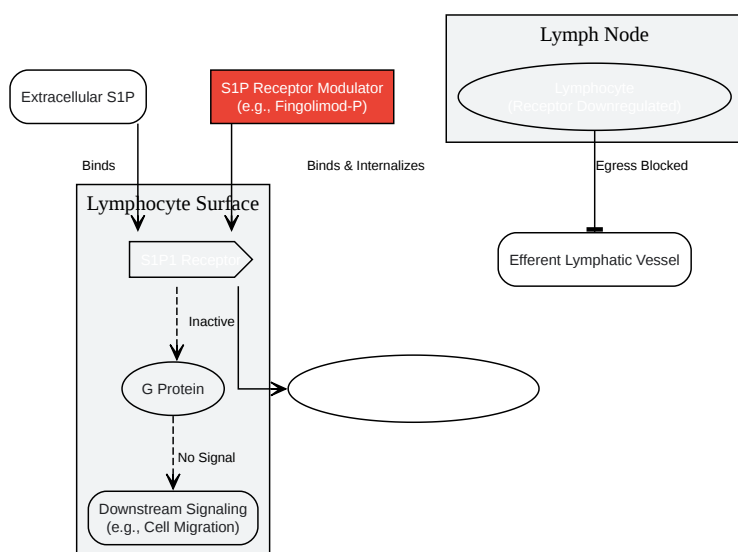 Lymph Node
Extracellular S1P
S1P Receptor Modulator
(e.g., Fingolimod-P)
Lymphocyte
(Receptor Downregulated)
Binds
Binds & Internalizes
Egress Blocked
Lymphocyte Surface
S1P1 Receptor
Efferent Lymphatic Vessel
Inactive
G Protein
No Signal
Downstream Signaling
(e.g., Cell Migration)